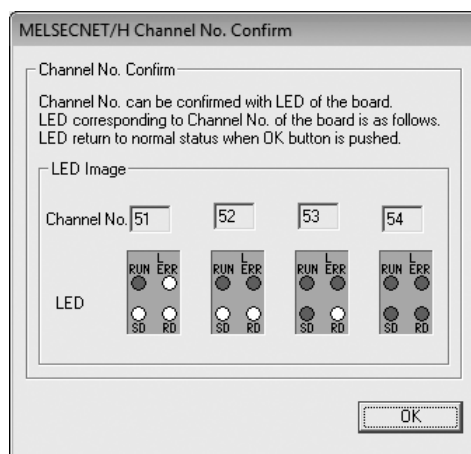 MELSECNET/H Channel No. Confirm
Channel No. Confirm
Channel No. can be confirmed with LED of the board.
LED corresponding to Channel No. of the board is as follows.
LED return to normal status when OK button is pushed.
LED Image
Channel No. 51 52 53 54
L L L L
RUN ERR RUN ERR RUN ERR RUN ERR
LED
SD RD SD RD SD RD SD RD
OK